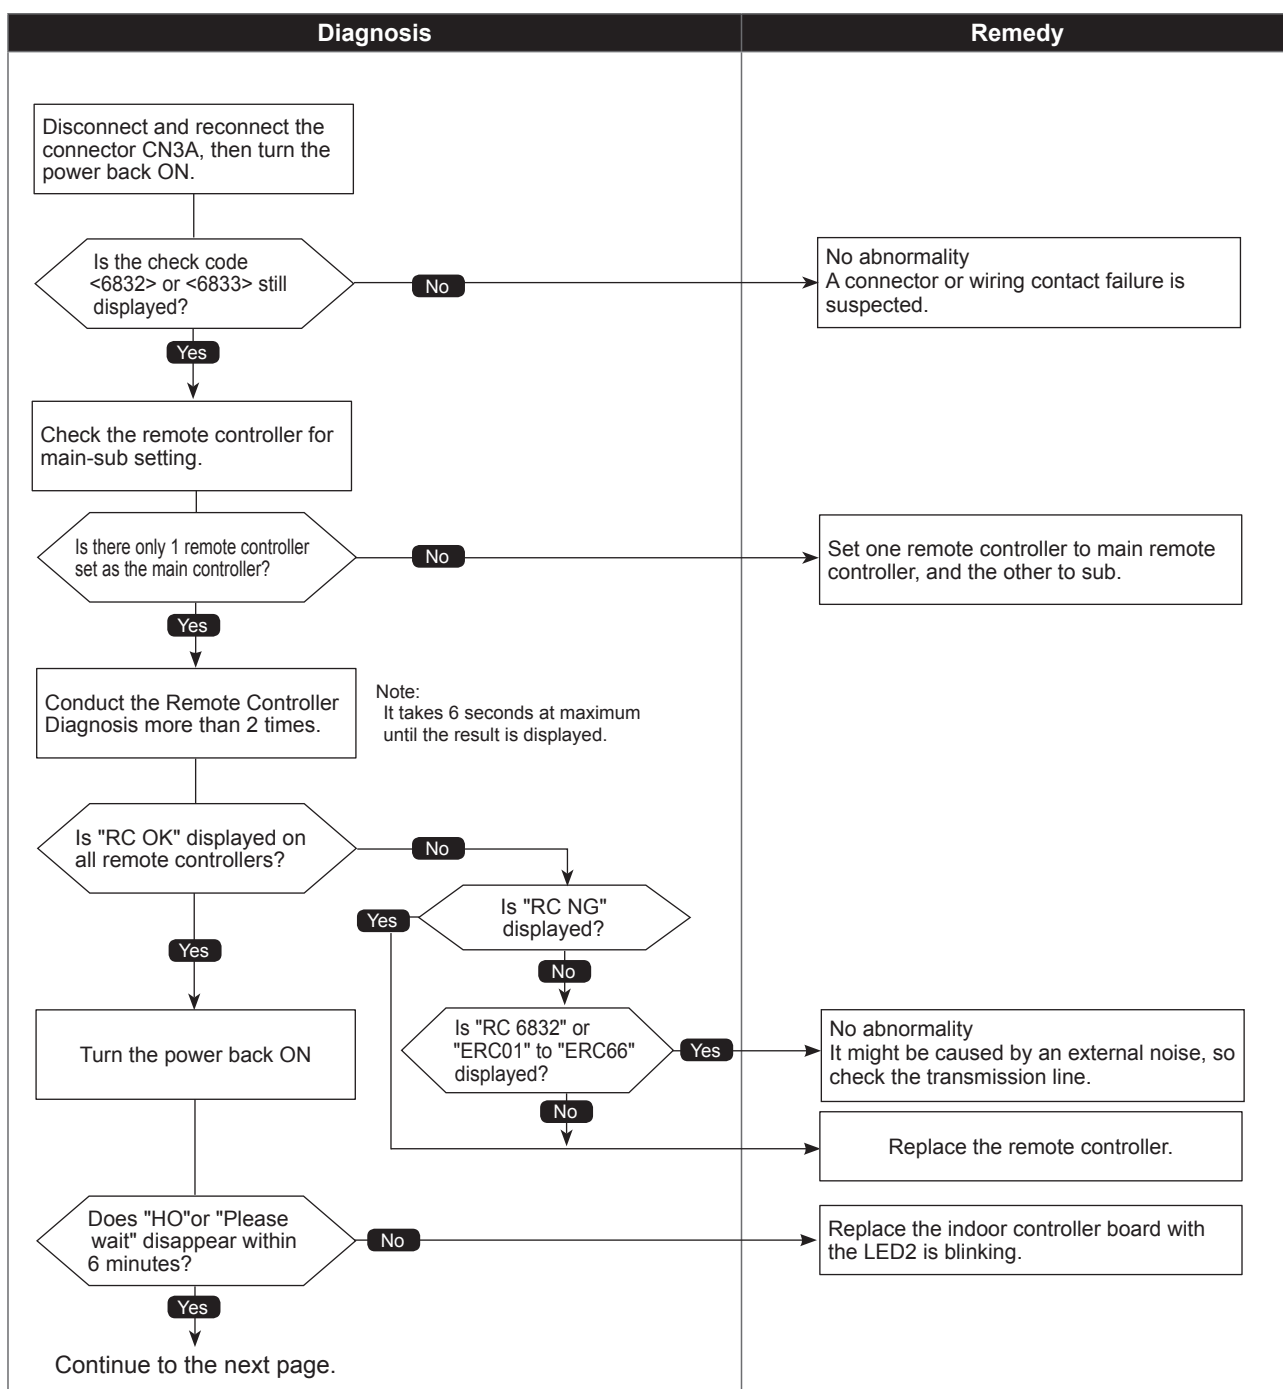 Diagnosis
Remedy
Disconnect and reconnect the
connector CN3A, then turn the
power back ON.
Is the check code
<6832> or <6833> still
displayed?
No
No abnormality
A connector or wiring contact failure is
suspected.
Yes
Check the remote controller for
main-sub setting.
Is there only 1 remote controller
set as the main controller?
No
Set one remote controller to main remote
controller, and the other to sub.
Yes
Conduct the Remote Controller
Diagnosis more than 2 times.
Note:
It takes 6 seconds at maximum
until the result is displayed.
Is "RC OK" displayed on
all remote controllers?
No
Is "RC NG"
displayed?
Yes
Yes
No
Turn the power back ON
Is "RC 6832" or
"ERC01" to "ERC66"
displayed?
Yes
No abnormality
It might be caused by an external noise, so
check the transmission line.
No
Replace the remote controller.
Does "HO"or "Please
wait" disappear within
6 minutes?
No
Replace the indoor controller board with
the LED2 is blinking.
Yes
Continue to the next page.